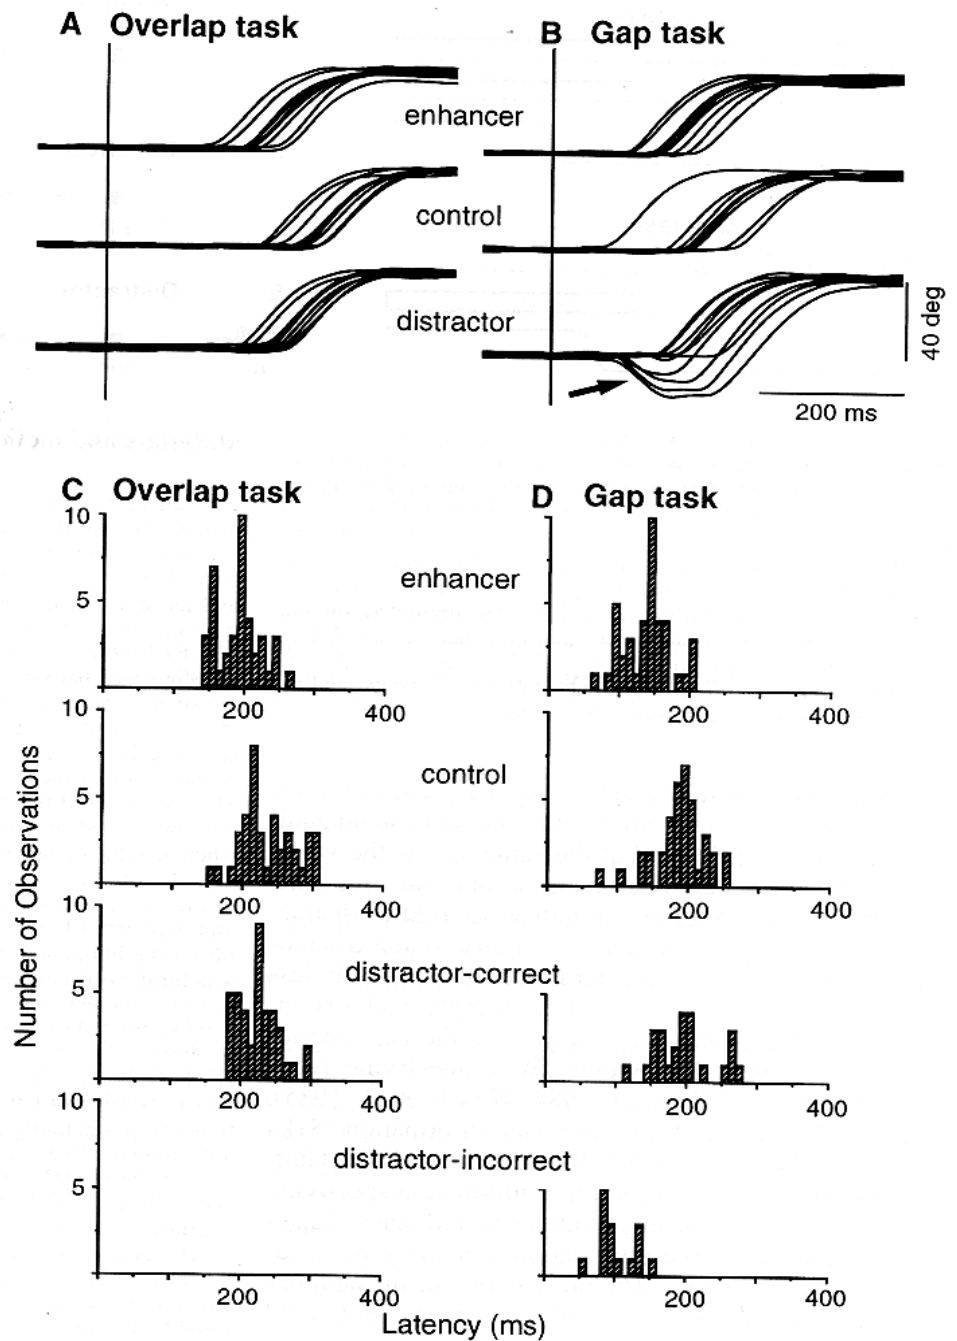 A Overlap task
B Gap task
enhancer
control
distractor
40 deg
200 ms
C Overlap task
D Gap task
10
5
enhancer
200
400
200
400
10
5
control
200
400
200
400
10
5
distractor-correct
200
400
200
400
10
5
distractor-incorrect
200
400
200
400
Number of Observations
Latency (ms)